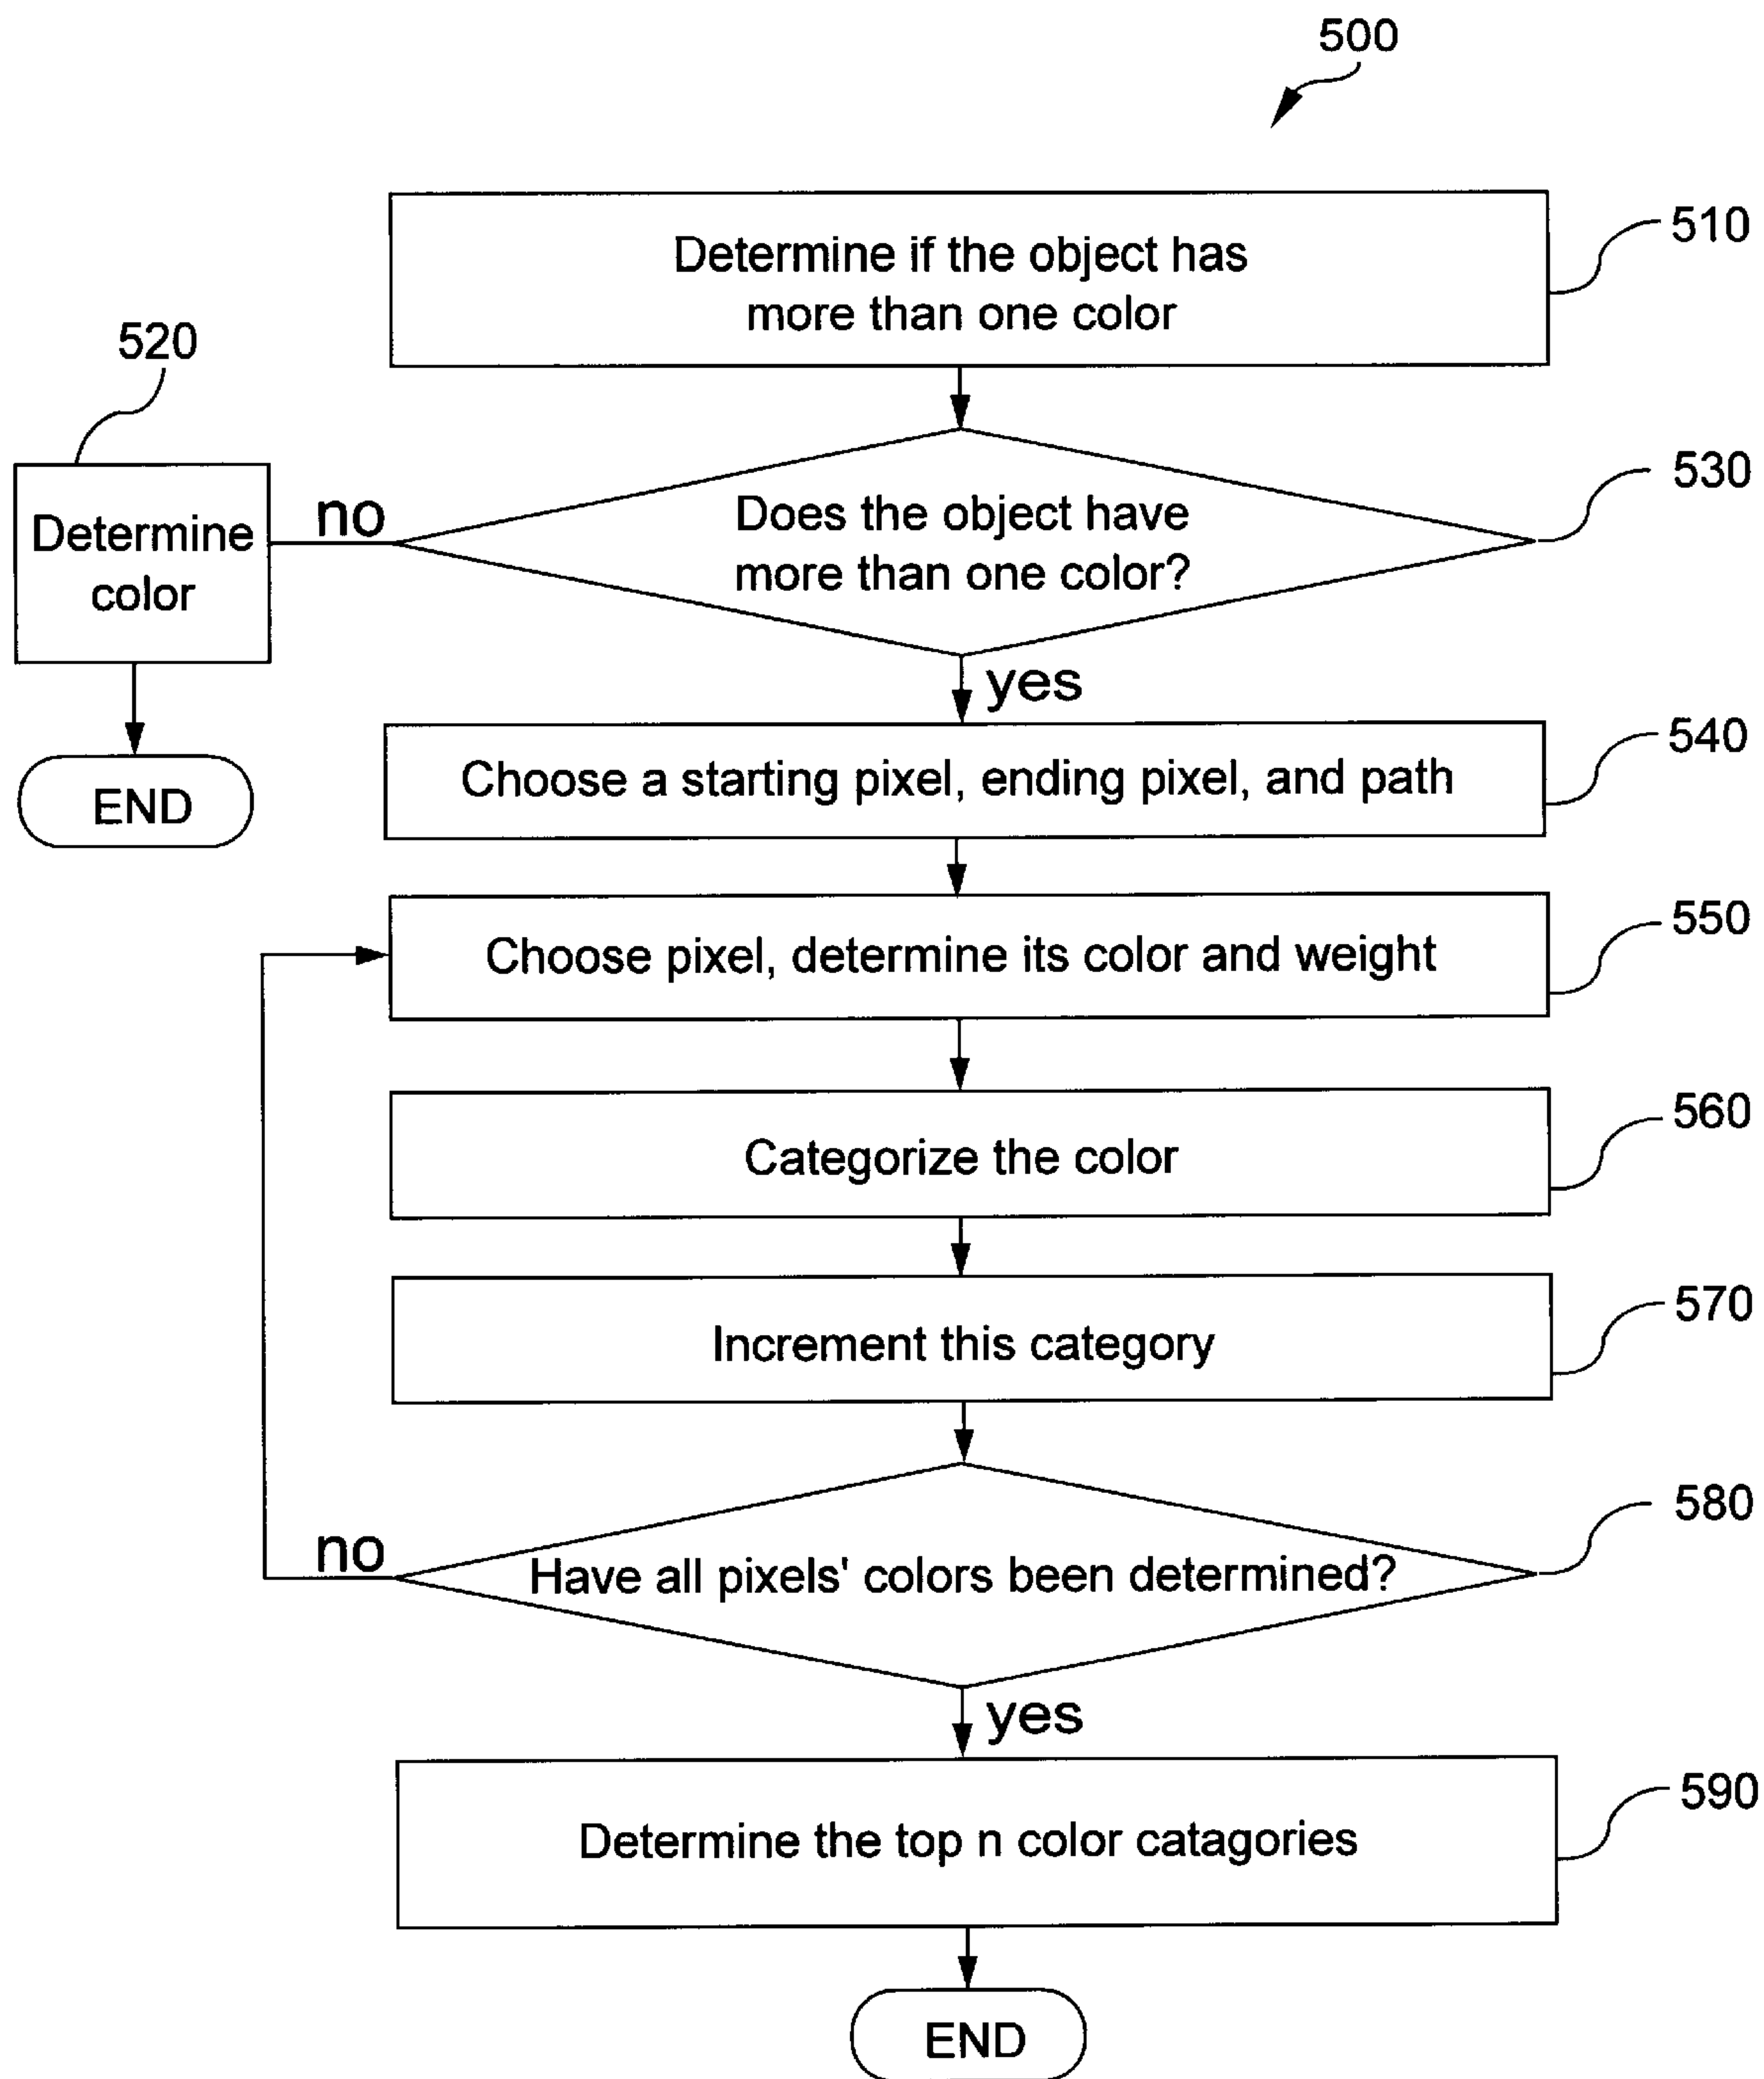 500
Determine if the object has
more than one color
510
520
Determine
color
no
Does the object have
more than one color?
530
yes
END
Choose a starting pixel, ending pixel, and path
540
Choose pixel, determine its color and weight
550
Categorize the color
560
Increment this category
570
no
Have all pixels' colors been determined?
580
yes
Determine the top n color catagories
590
END